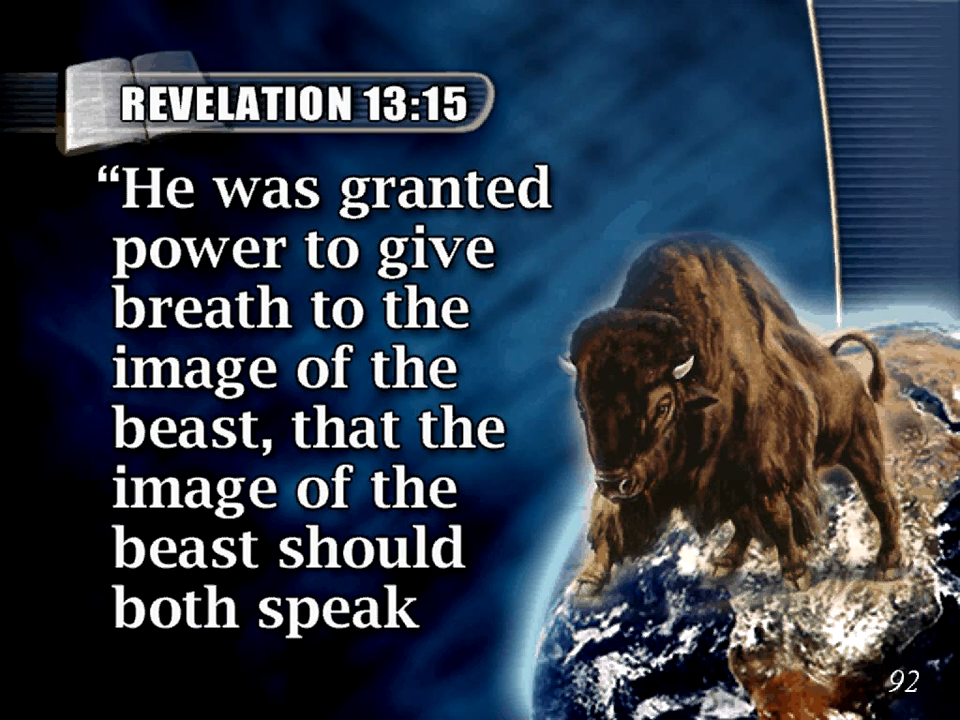 REVELATION 13:15
“He was granted
power to give
breath to the
image of the
beast, that the
image of the
beast should
both speak
92